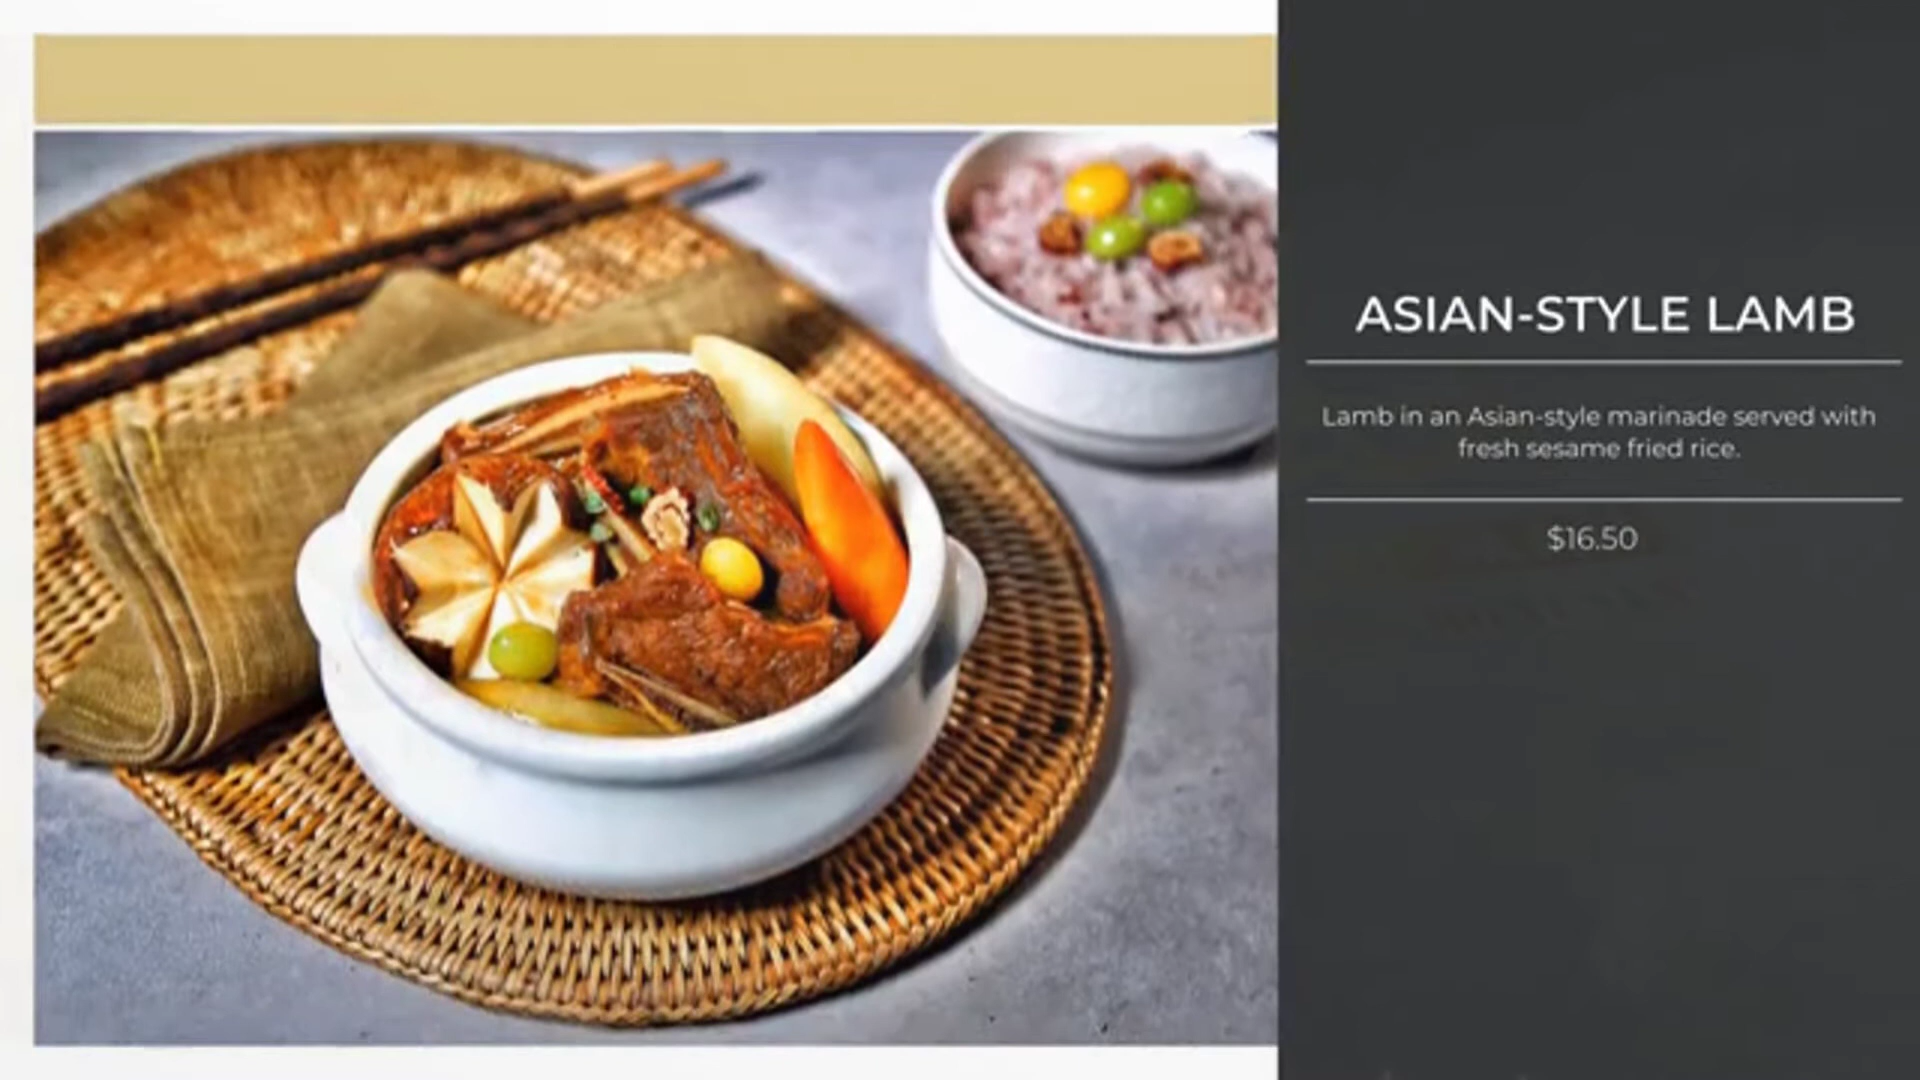 ASIAN-STYLE LAMB
Lamb in an Asian-style marinade served with
fresh sesame fried rice.
$16.50